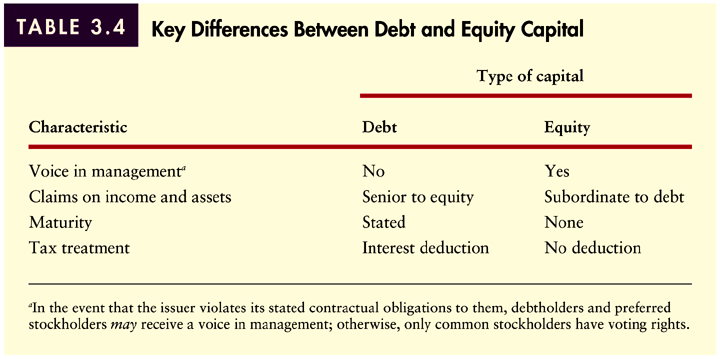 TABLE 3.4 Key Differences Between Debt and Equity Capital
Type of capital
Characteristic Debt Equity
Voice in managementᵃ No Yes
Claims on income and assets Senior to equity Subordinate to debt
Maturity Stated None
Tax treatment Interest deduction No deduction
ᵃIn the event that the issuer violates its stated contractual obligations to them, debtholders and preferred
stockholders may receive a voice in management; otherwise, only common stockholders have voting rights.